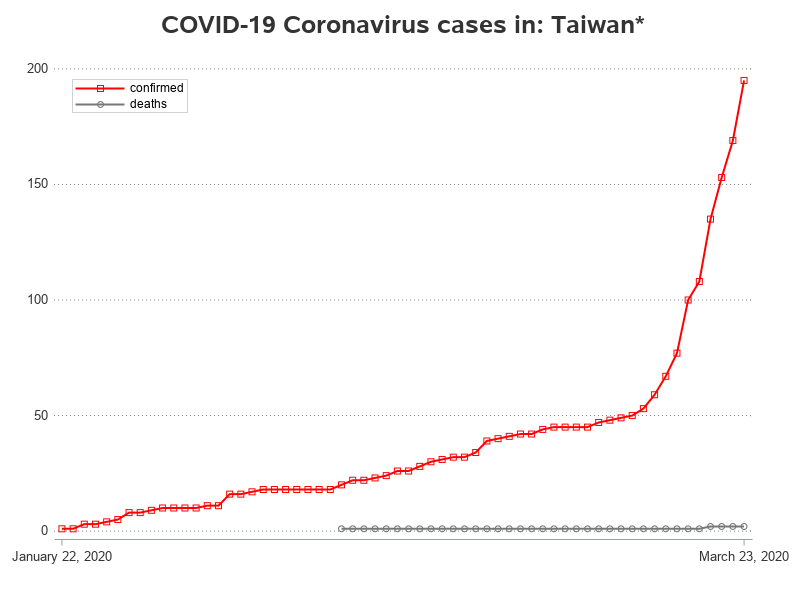 COVID-19 Coronavirus cases in: Taiwan*
200
confirmed
deaths
150
100
50
0
January 22, 2020
March 23, 2020